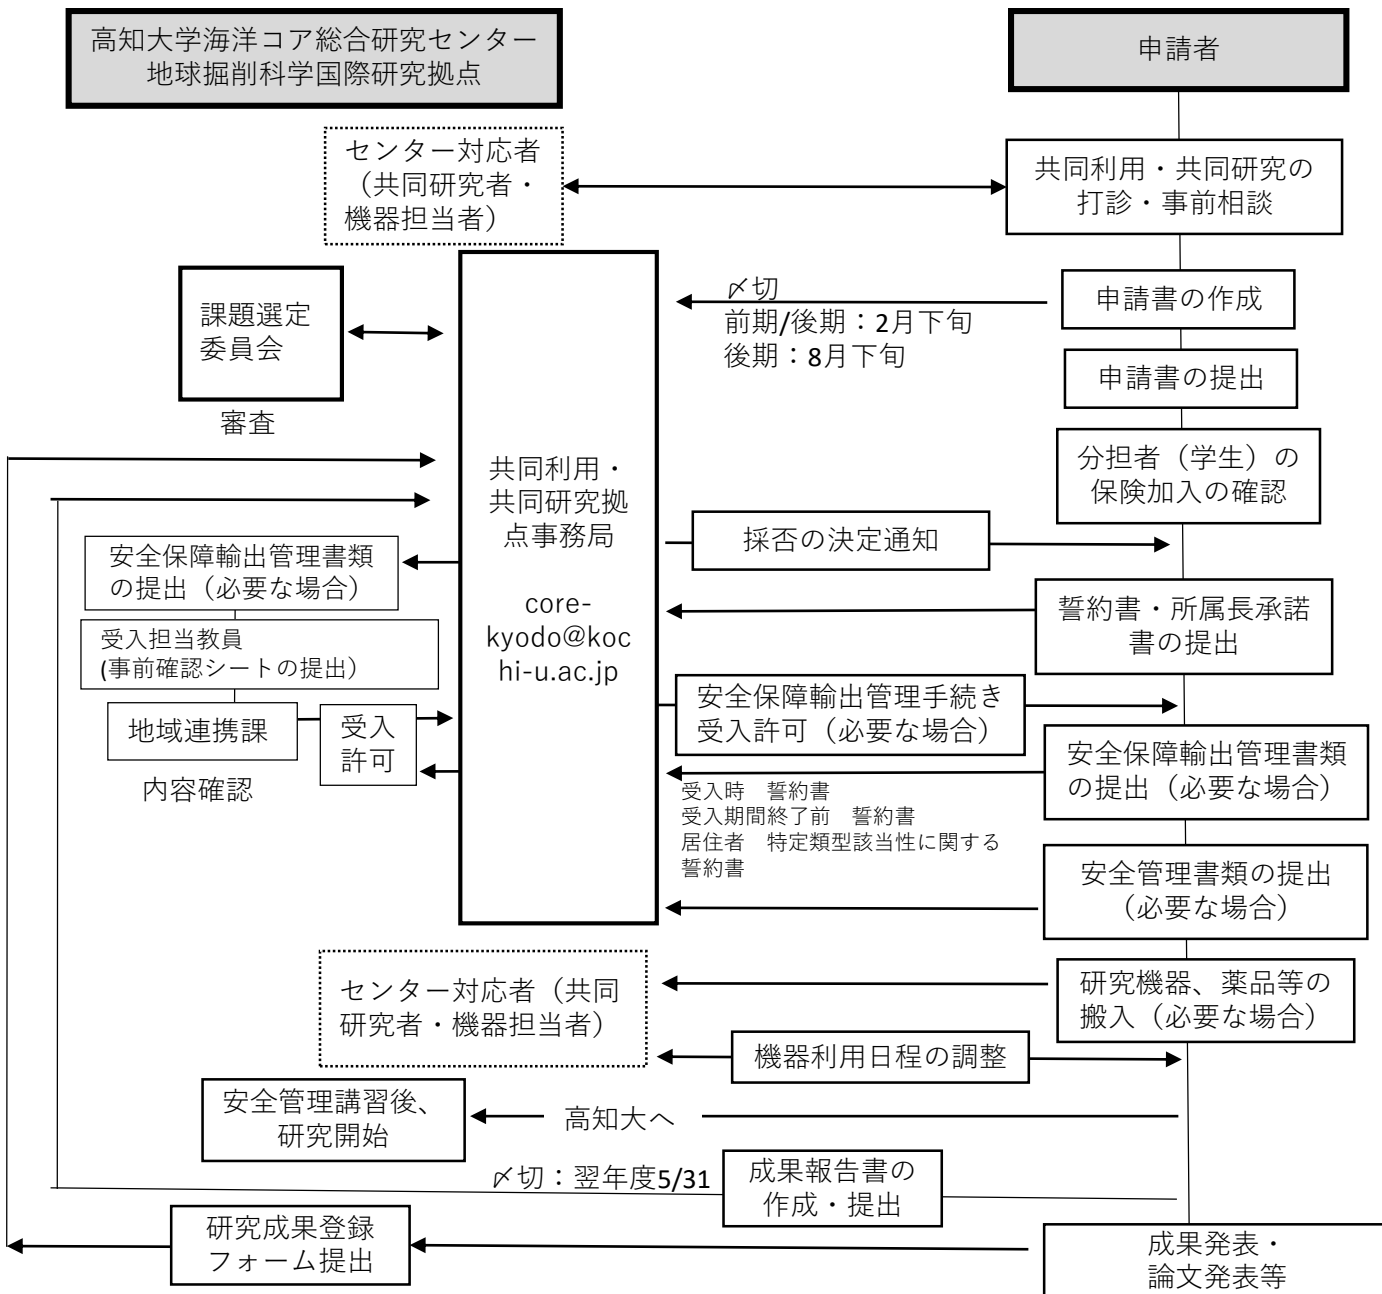 高知大学海洋コア総合研究センター
地球掘削科学国際研究拠点
申請者
センター対応者
（共同研究者・
機器担当者）
共同利用・共同研究の
打診・事前相談
課題選定
委員会
審査
〆切
前期/後期：2月下旬
後期：8月下旬
申請書の作成
申請書の提出
分担者（学生）の
保険加入の確認
共同利用・
共同研究拠
点事務局
core-
kyodo@koc
hi-u.ac.jp
採否の決定通知
安全保障輸出管理書類
の提出（必要な場合）
受入担当教員
(事前確認シートの提出）
地域連携課
受入
許可
内容確認
誓約書・所属長承諾
書の提出
安全保障輸出管理手続き
受入許可（必要な場合）
安全保障輸出管理書類
の提出（必要な場合）
受入時　誓約書
受入期間終了前　誓約書
居住者　特定類型該当性に関する
誓約書
安全管理書類の提出
（必要な場合）
センター対応者（共同
研究者・機器担当者）
研究機器、薬品等の
搬入（必要な場合）
機器利用日程の調整
安全管理講習後、
研究開始
高知大へ
〆切：翌年度5/31
成果報告書の
作成・提出
研究成果登録
フォーム提出
成果発表・
論文発表等